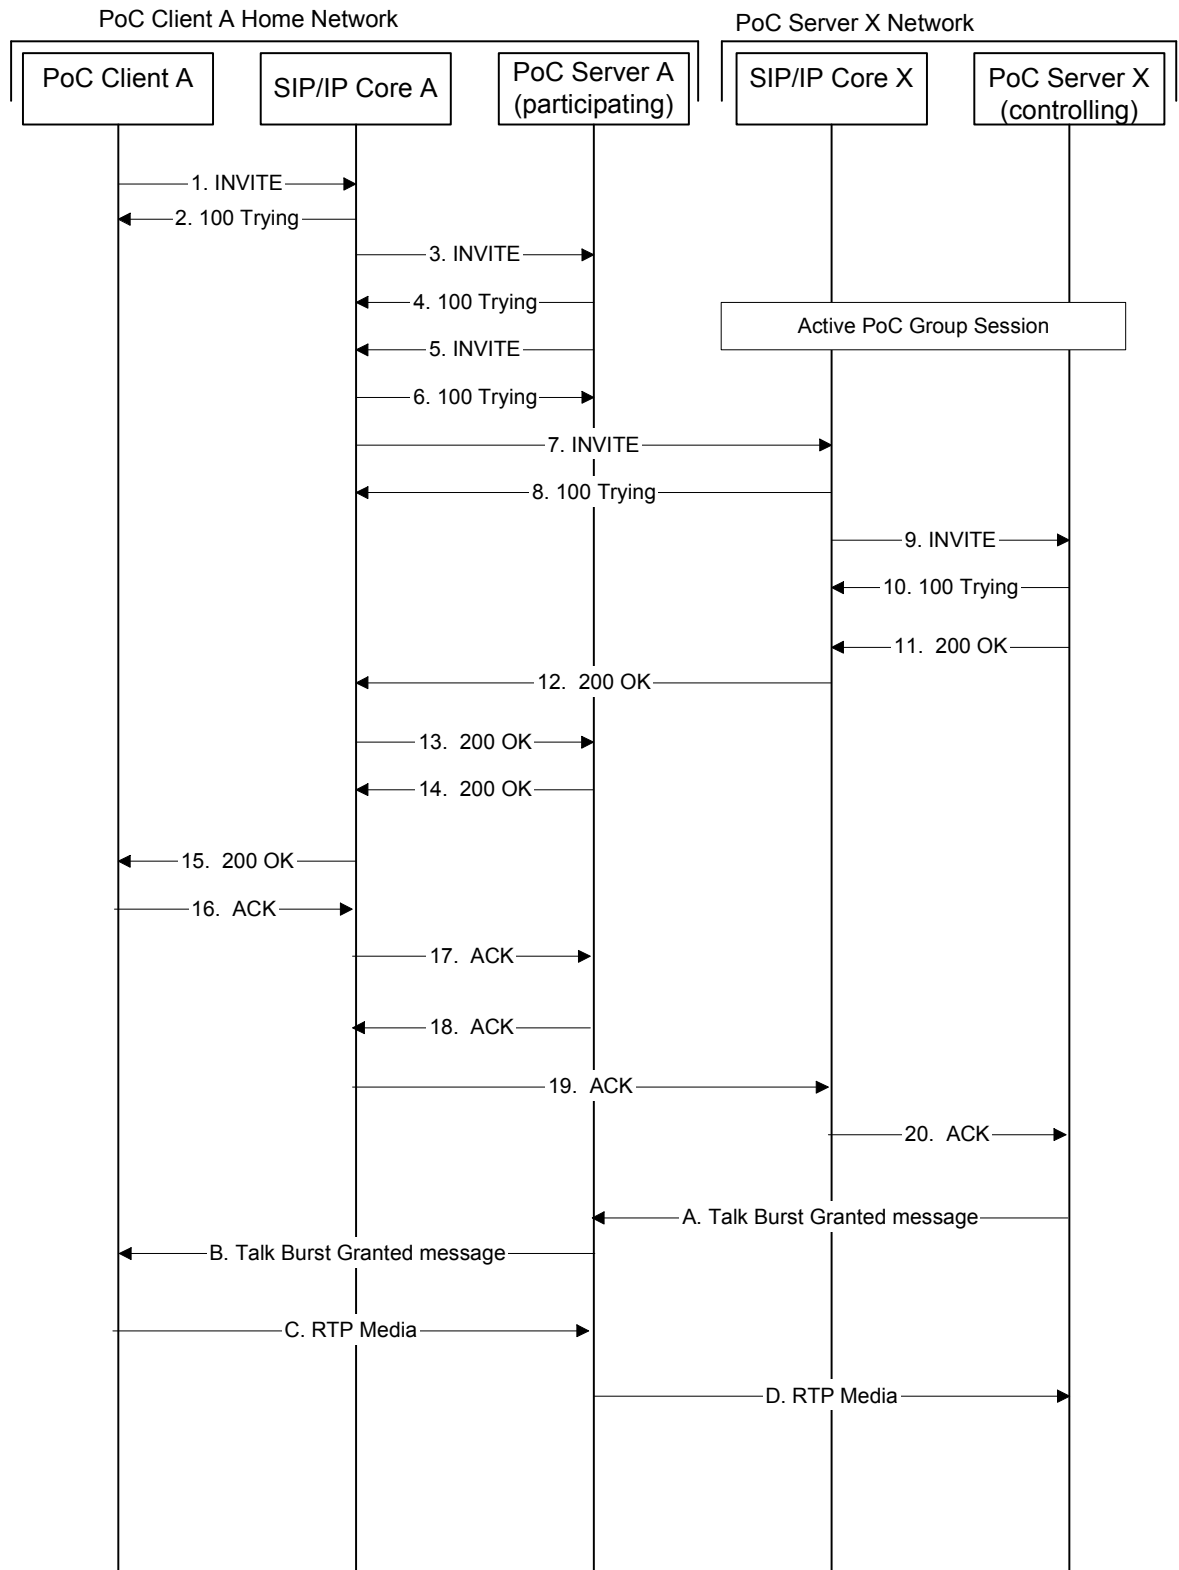 PoC Client A Home Network
PoC Server X Network
PoC Client A
SIP/IP Core A
PoC Server A
(participating)
SIP/IP Core X
PoC Server X
(controlling)
1. INVITE
2. 100 Trying
3. INVITE
4. 100 Trying
Active PoC Group Session
5. INVITE
6. 100 Trying
7. INVITE
8. 100 Trying
9. INVITE
10. 100 Trying
11. 200 OK
12. 200 OK
13. 200 OK
14. 200 OK
15. 200 OK
16. ACK
17. ACK
18. ACK
19. ACK
20. ACK
A. Talk Burst Granted message
B. Talk Burst Granted message
C. RTP Media
D. RTP Media